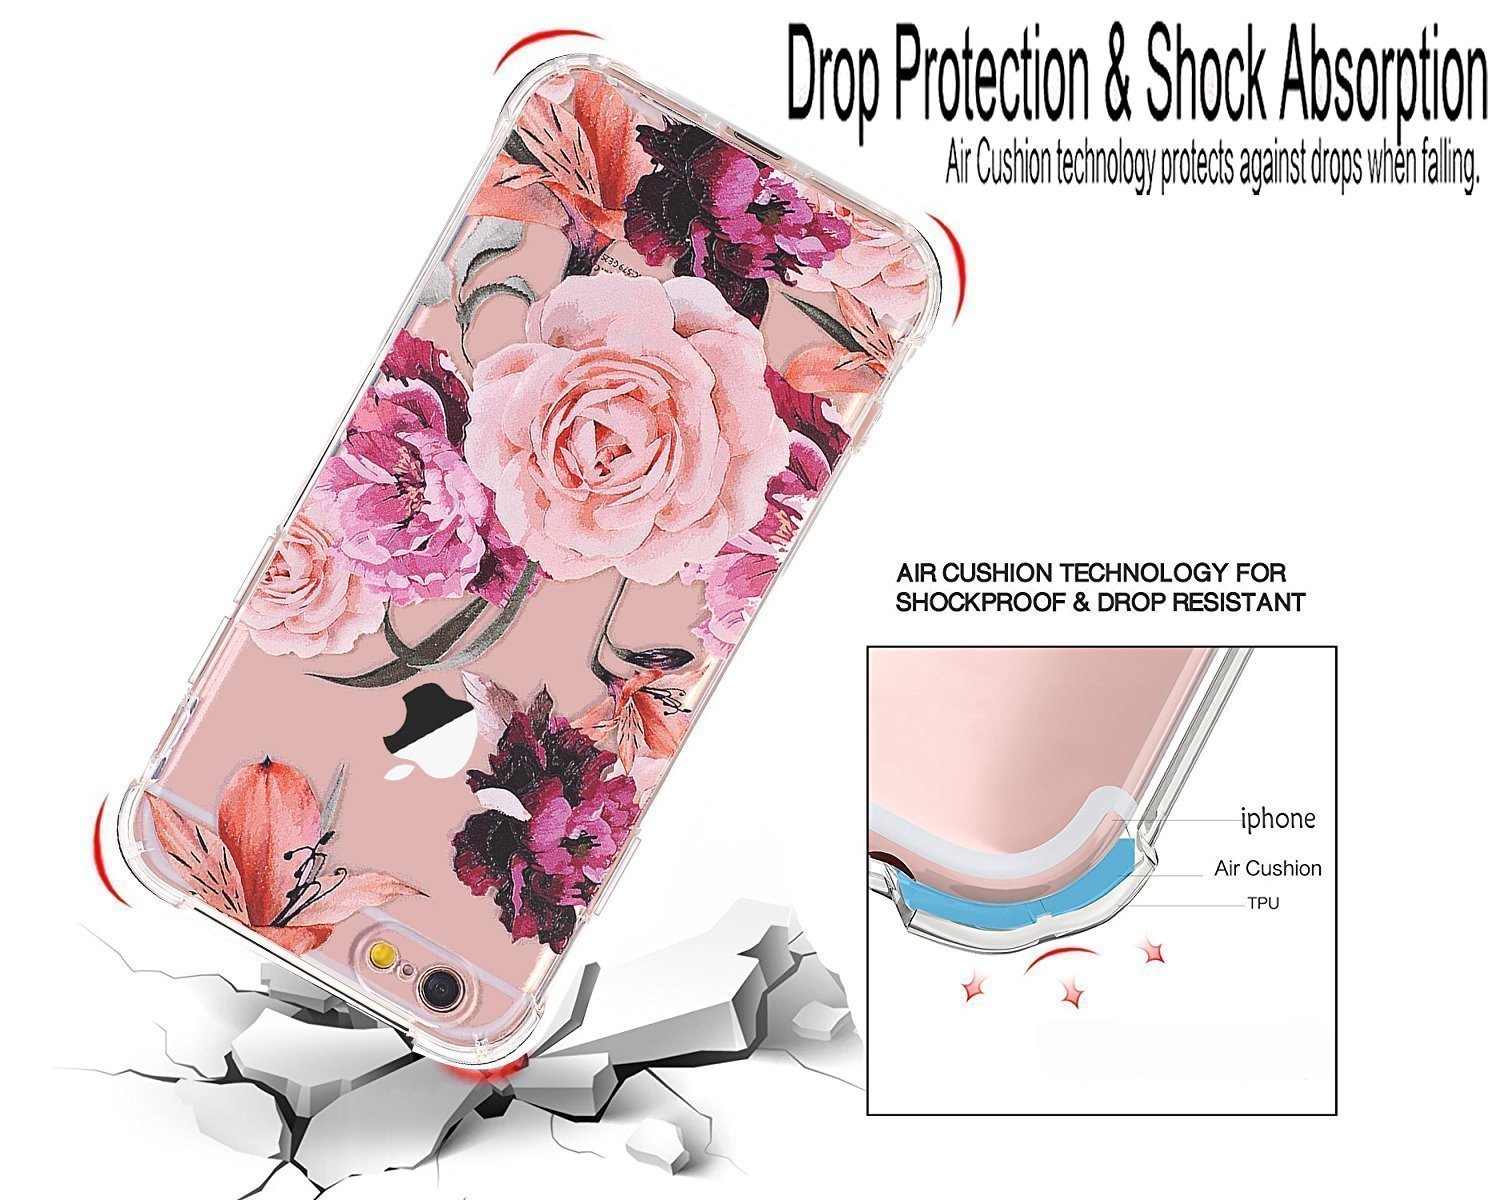 Drop Protection & Shock Absorption
Air Cushion technology protects against drops when falling.
AIR CUSHION TECHNOLOGY FOR
SHOCKPROOF & DROP RESISTANT
iphone
Air Cushion
TPU